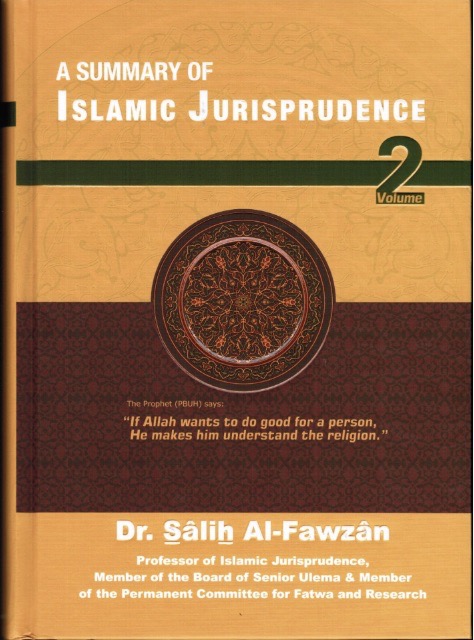 A SUMMARY OF
ISLAMIC JURISPRUDENCE
2
Volume
The Prophet (PBUH) says:
"If Allah wants to do good for a person,
He makes him understand the religion."
Dr. S̲âlih̲ Al-Fawzân
Professor of Islamic Jurisprudence,
Member of the Board of Senior Ulema & Member
of the Permanent Committee for Fatwa and Research